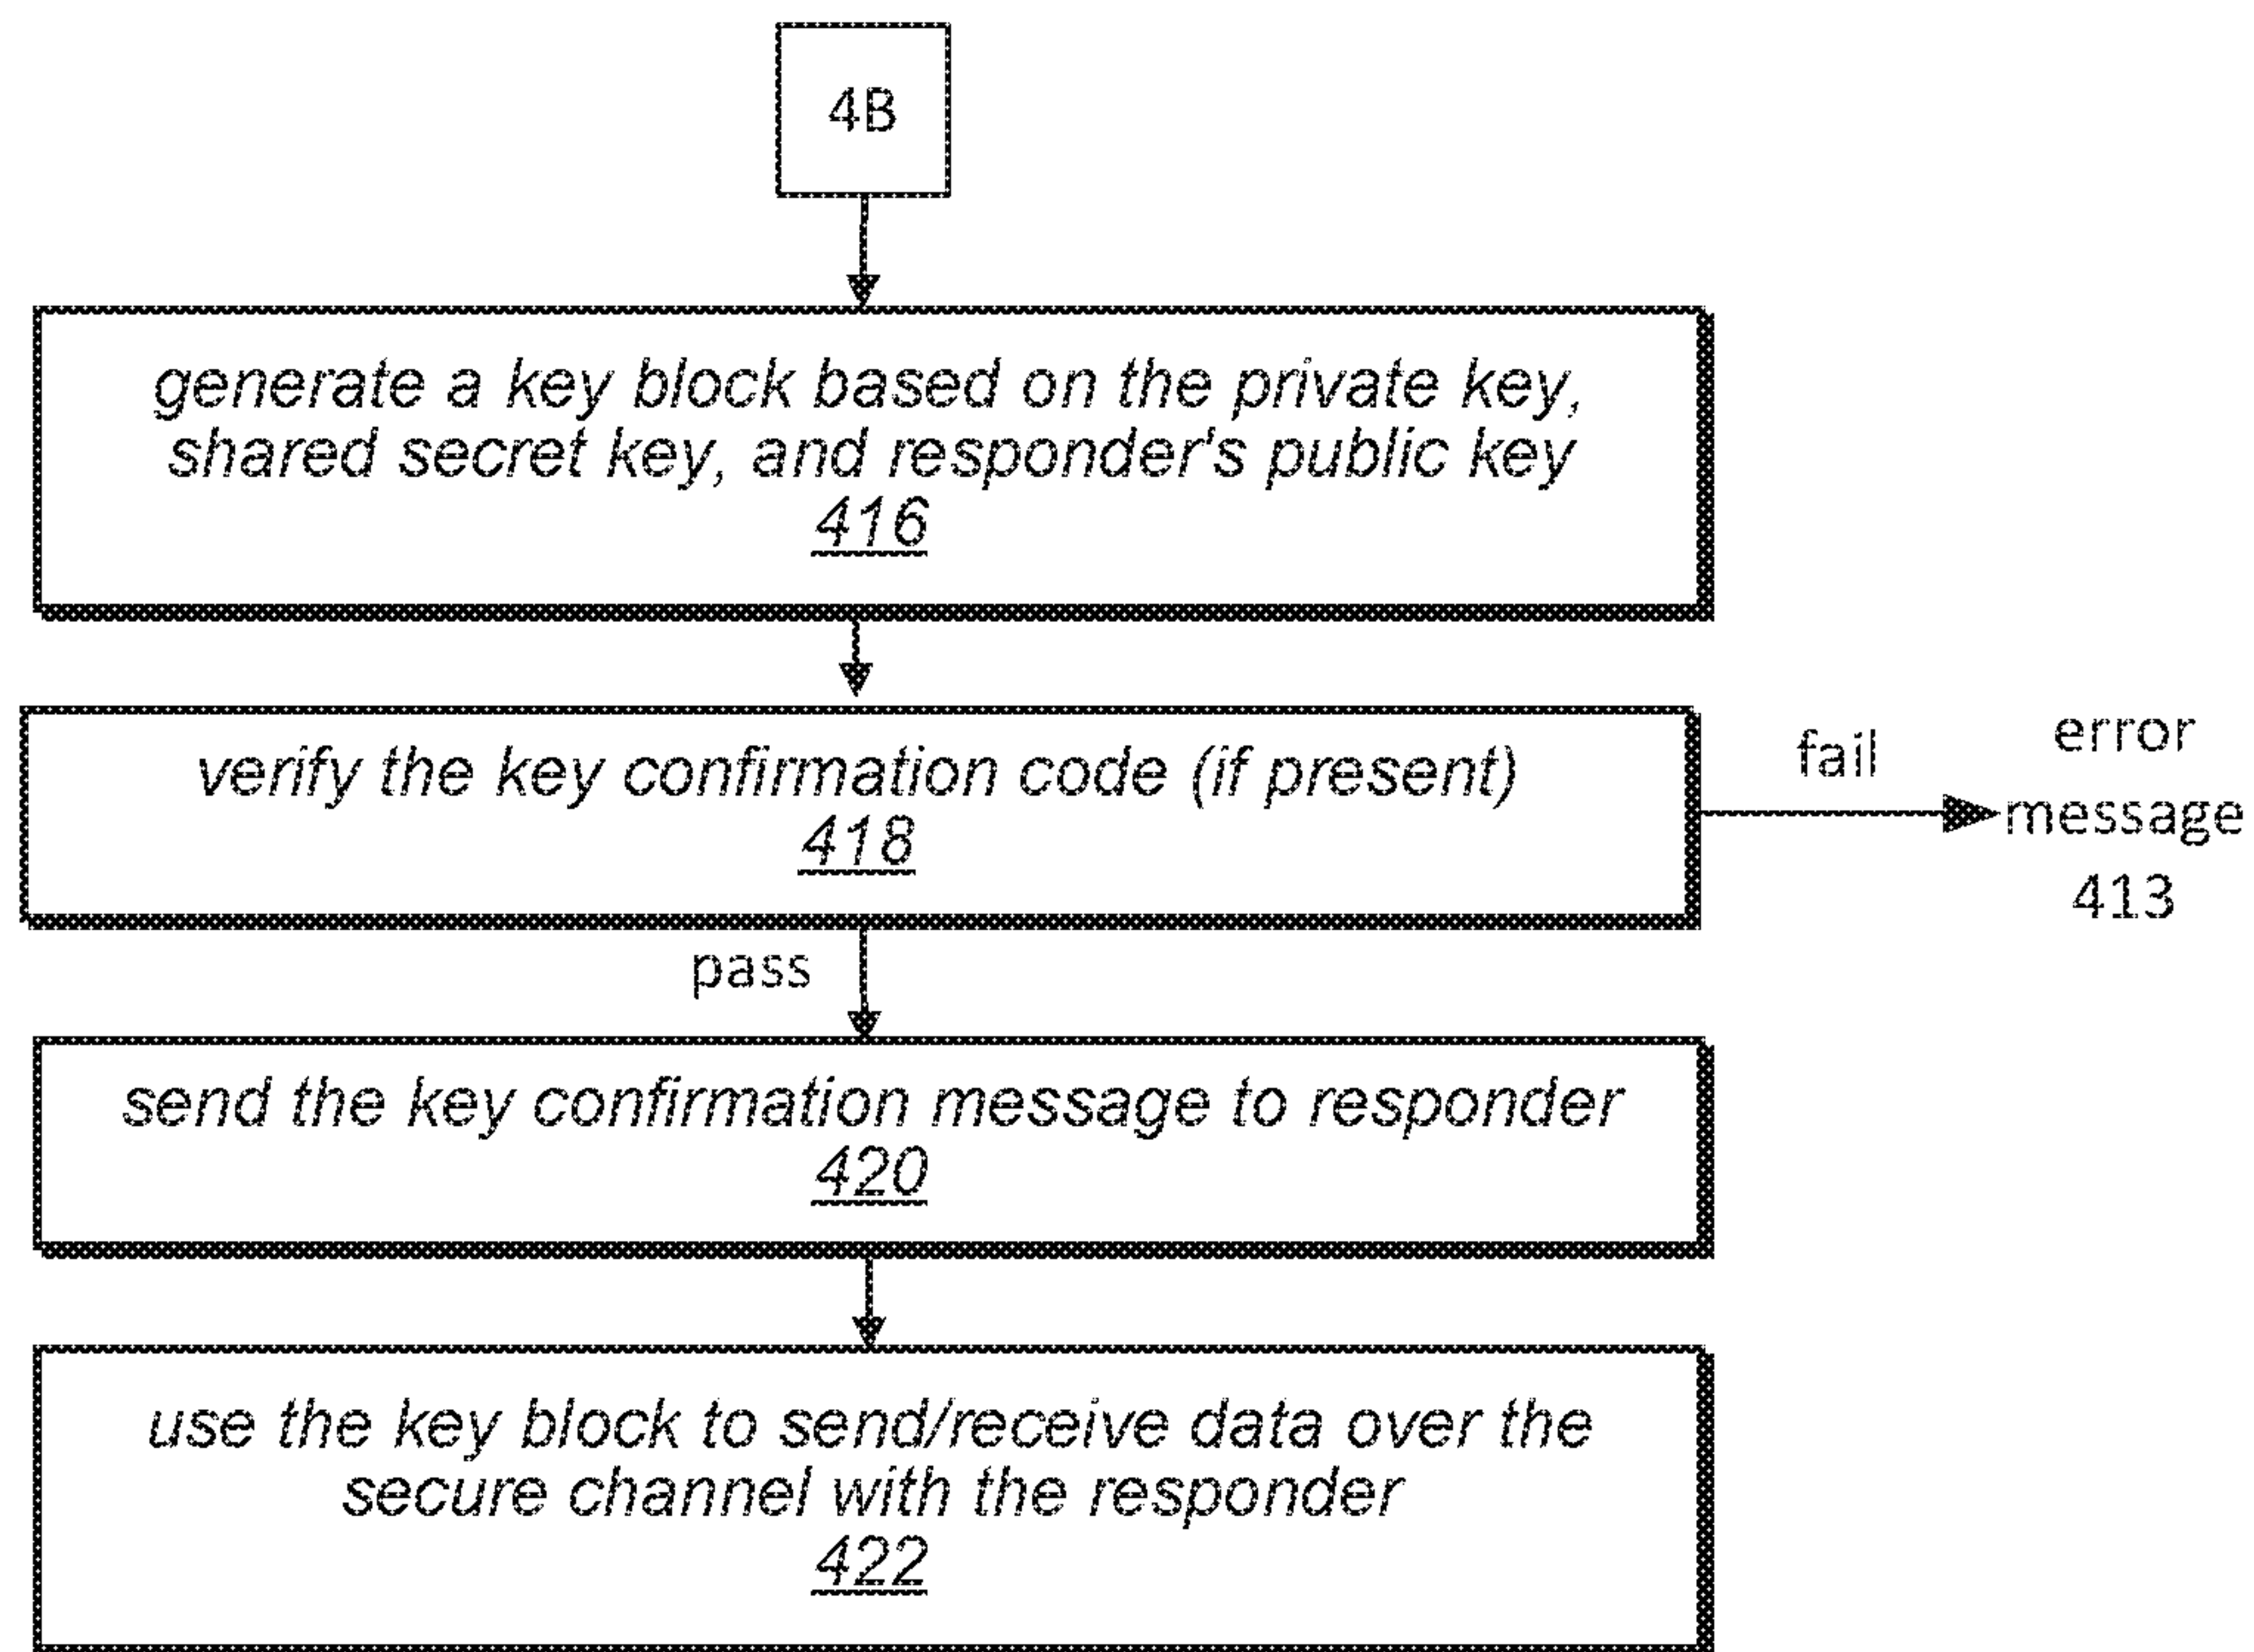 4B
generate a key block based on the private key,
shared secret key, and responder's public key
416
verify the key confirmation code (if present)
418
fail
error
message
413
pass
send the key confirmation message to responder
420
use the key block to send/receive data over the
secure channel with the responder
422